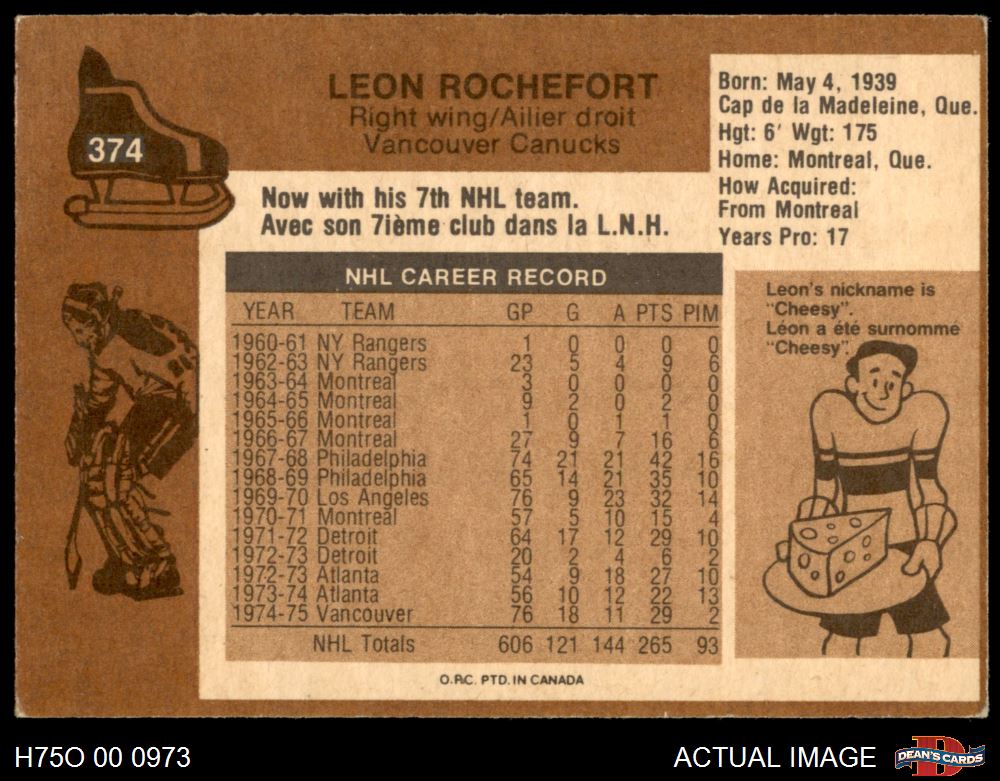 374
LEON ROCHEFORT
Right wing/Ailier droit
Vancouver Canucks
Born: May 4, 1939
Cap de la Madeleine, Que.
Hgt: 6' Wgt: 175
Home: Montreal, Que.
How Acquired:
From Montreal
Years Pro: 17
Now with his 7th NHL team.
Avec son 7ième club dans la L.N.H.
NHL CAREER RECORD
YEAR TEAM GP G A PTS PIM
1960-61 NY Rangers 1 0 0 0 0
1962-63 NY Rangers 23 5 4 9 6
1963-64 Montreal 3 0 0 0 0
1964-65 Montreal 9 2 0 2 0
1965-66 Montreal 1 0 1 1 0
1966-67 Montreal 27 9 7 16 6
1967-68 Philadelphia 74 21 21 42 16
1968-69 Philadelphia 65 14 21 35 10
1969-70 Los Angeles 76 9 23 32 14
1970-71 Montreal 57 5 10 15 4
1971-72 Detroit 64 17 12 29 10
1972-73 Detroit 20 2 4 6 2
1972-73 Atlanta 54 9 18 27 10
1973-74 Atlanta 56 10 12 22 13
1974-75 Vancouver 76 18 11 29 2
NHL Totals 606 121 144 265 93
Leon's nickname is
"Cheesy".
Léon a été surnommé
"Cheesy".
O.P.C. PTD. IN CANADA
H75O 00 0973
ACTUAL IMAGE
D
DEAN'S CARDS